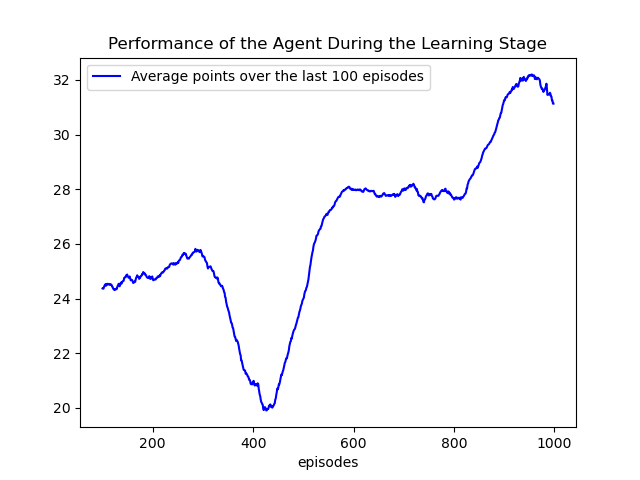 Performance of the Agent During the Learning Stage
Average points over the last 100 episodes
32
30
28
26
24
22
20
200 400 600 800 1000
episodes